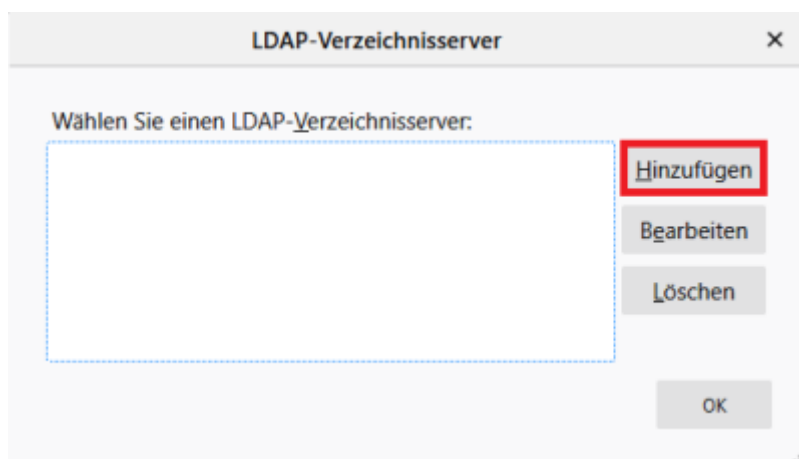 LDAP-Verzeichnisserver
Wählen Sie einen LDAP-Verzeichnisserver:
Hinzufügen
Bearbeiten
Löschen
OK